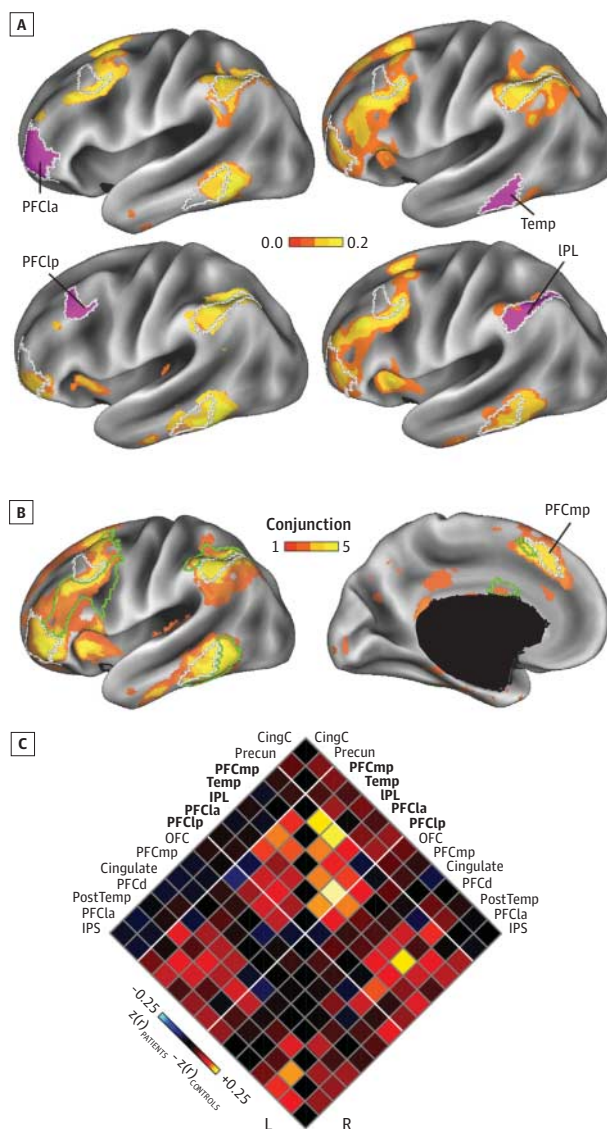 A
PFCla
Temp
0.0 0.2
PFClp
IPL
B
Conjunction
1 5
PFCmp
C
CingC CingC
Precun Precun
PFCmp PFCmp
Temp Temp
IPL IPL
PFCla PFCla
PFClp PFClp
OFC OFC
PFCmp PFCmp
Cingulate Cingulate
PFCd PFCd
PostTemp PostTemp
PFCla PFCla
IPS IPS
−0.25
z(r)PATIENTS − z(r)CONTROLS
+0.25
L R